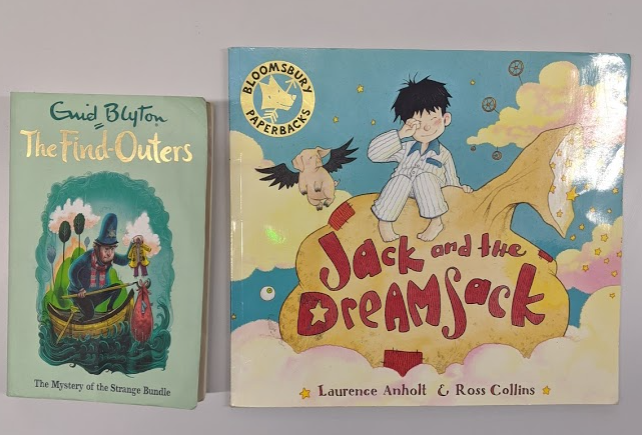 Enid Blyton
The Find-Outers
The Mystery of the Strange Bundle
BLOOMSBURY
PAPERBACKS
Jack and the
DREAMSACK
Laurence Anholt & Ross Collins